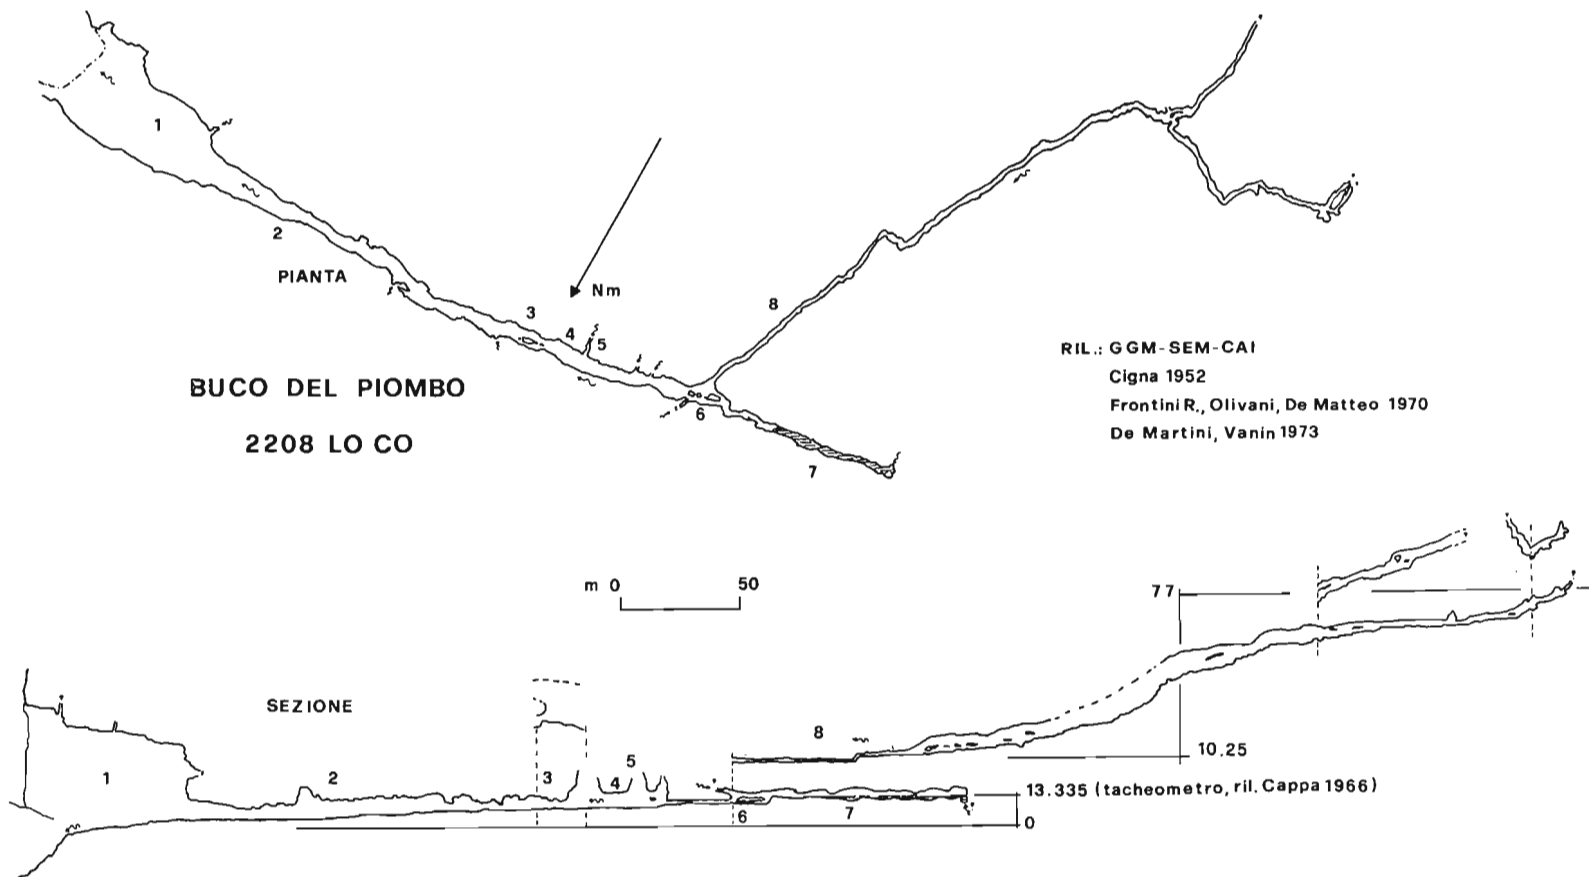 1
2
PIANTA
3
4
5
Nm
6
7
8
BUCO DEL PIOMBO
2208 LO CO
RIL.: GGM-SEM-CAI
Cigna 1952
Frontini R., Olivani, De Matteo 1970
De Martini, Vanin 1973
m 0 50
SEZIONE
1
2
3
4
5
6
7
8
77
10.25
13.335 (tacheometro, ril. Cappa 1966)
0